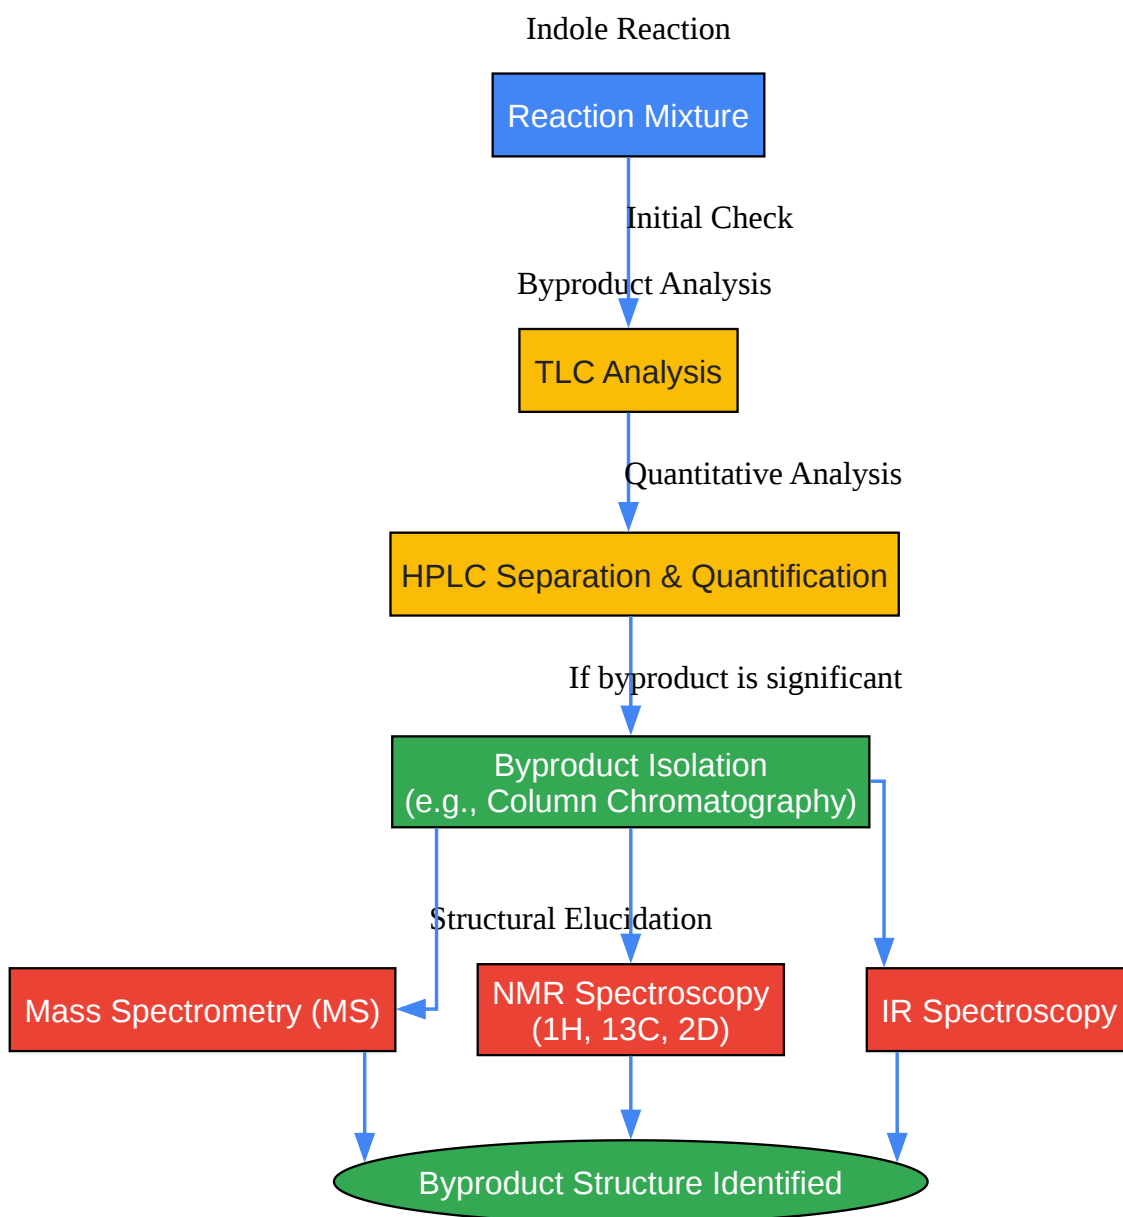 Indole Reaction
Reaction Mixture
Initial Check
Byproduct Analysis
TLC Analysis
Quantitative Analysis
HPLC Separation & Quantification
If byproduct is significant
Byproduct Isolation
(e.g., Column Chromatography)
Structural Elucidation
Mass Spectrometry (MS)
NMR Spectroscopy
(1H, 13C, 2D)
IR Spectroscopy
Byproduct Structure Identified